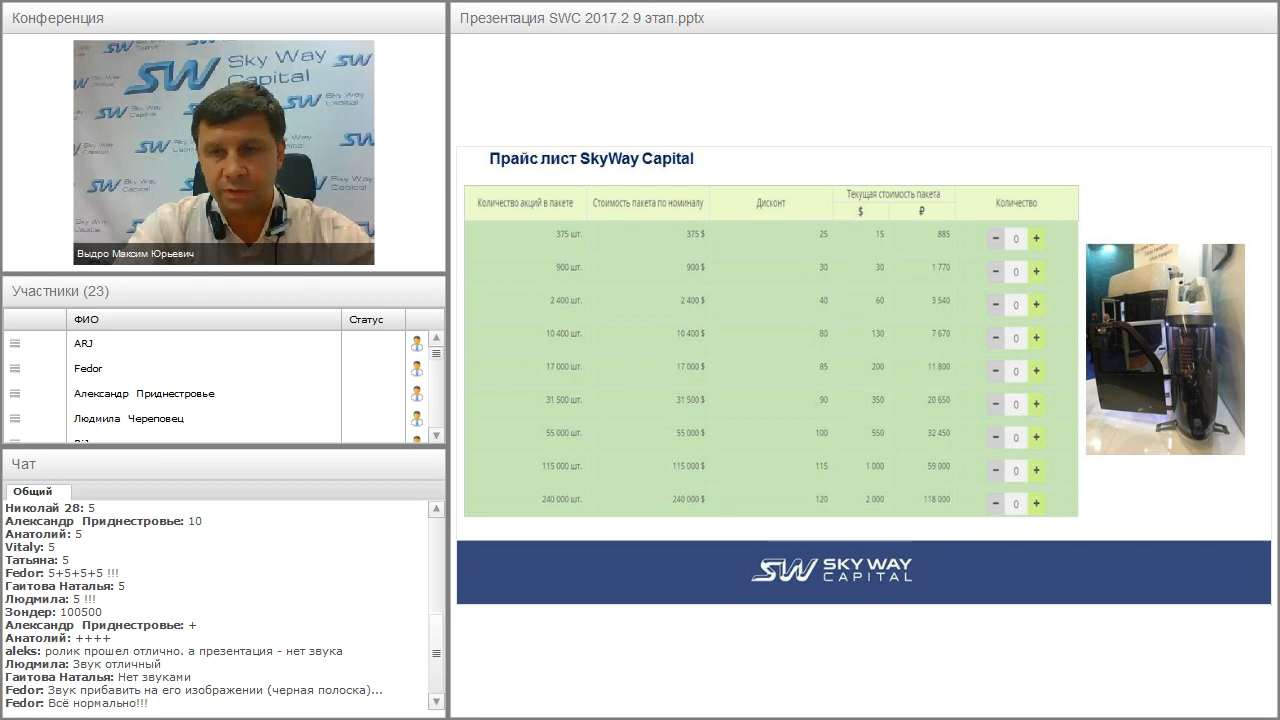 Конференция
SW Sky Way Capital
Выдро Максим Юрьевич
Участники (23)
ФИО Статус
ARJ
Fedor
Александр Приднестровье
Людмила Череповец
Чат
Общий
Николай 28: 5
Александр Приднестровье: 10
Анатолий: 5
Vitaly: 5
Татьяна: 5
Fedor: 5+5+5+5 !!!
Гаитова Наталья: 5
Людмила: 5 !!!
Зондер: 100500
Александр Приднестровье: +
Анатолий: ++++
aleks: ролик прошел отлично. а презентация - нет звука
Людмила: Звук отличный
Гаитова Наталья: Нет звуками
Fedor: Звук прибавить на его изображении (черная полоска)...
Fedor: Всё нормально!!!
Презентация SWC 2017.2 9 этап.pptx
Прайс лист SkyWay Capital
Количество акций в пакете Стоимость пакета по номиналу Дисконт Текущая стоимость пакета Количество
$ ₽
375 шт. 375 $ 25 15 885 − 0 +
900 шт. 900 $ 30 30 1 770 − 0 +
2 400 шт. 2 400 $ 40 60 3 540 − 0 +
10 400 шт. 10 400 $ 80 130 7 670 − 0 +
17 000 шт. 17 000 $ 85 200 11 800 − 0 +
31 500 шт. 31 500 $ 90 350 20 650 − 0 +
55 000 шт. 55 000 $ 100 550 32 450 − 0 +
115 000 шт. 115 000 $ 115 1 000 59 000 − 0 +
240 000 шт. 240 000 $ 120 2 000 118 000 − 0 +
SW SKY WAY
CAPITAL